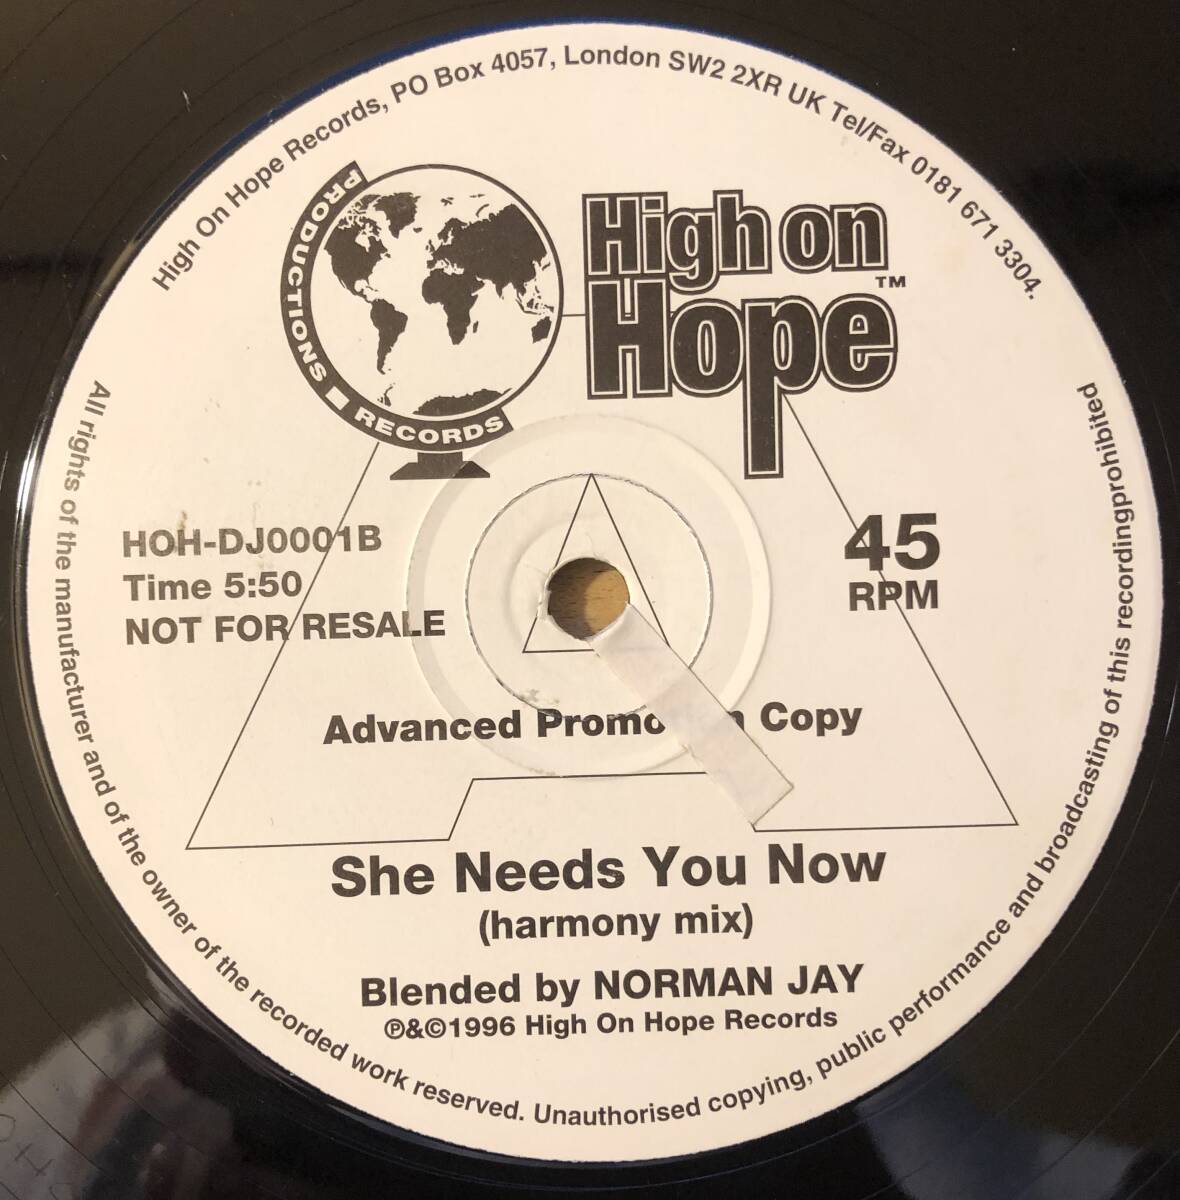 High On Hope Records, PO Box 4057, London SW2 2XR UK Tel/Fax 0181 671 3304.
PRODUCTIONS
RECORDS
High on
Hope™
HOH-DJ0001B
Time 5:50
NOT FOR RESALE
45
RPM
Advanced Copy
She Needs You Now
(harmony mix)
Blended by NORMAN JAY
℗&©1996 High On Hope Records
All rights of the manufacturer and of the owner of the recorded work reserved. Unauthorised copying, public performance and broadcasting of this recordingprohibited